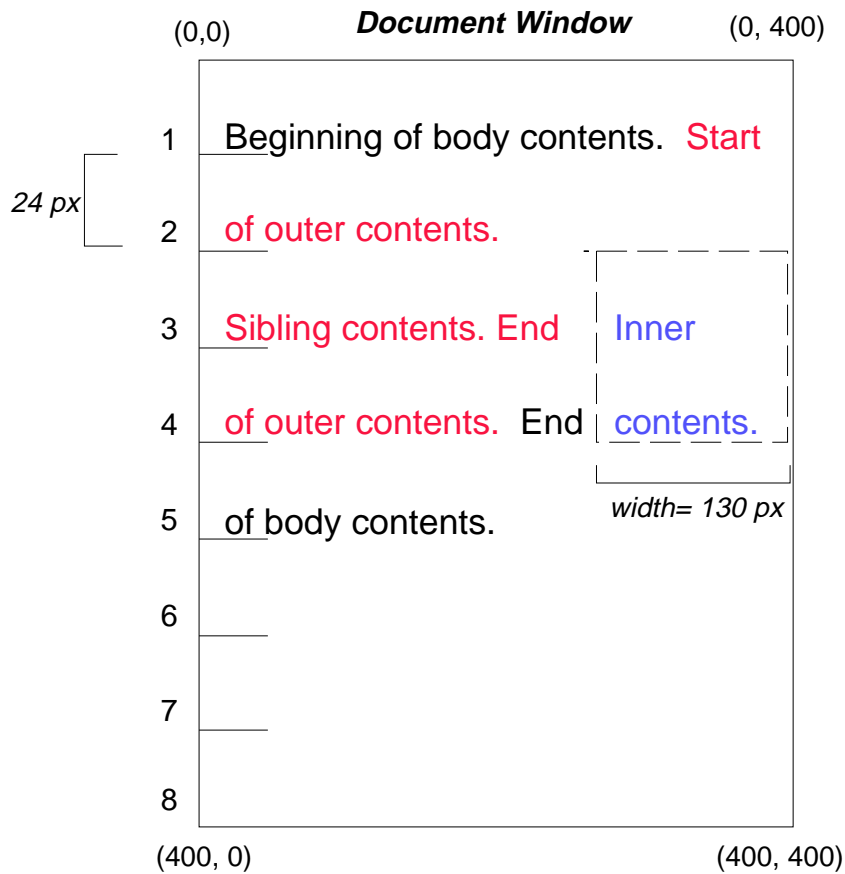 Document Window
(0,0) (0, 400)
1 Beginning of body contents. Start
24 px
2 of outer contents.
3 Sibling contents. End Inner
4 of outer contents. End contents.
width= 130 px
5 of body contents.
6
7
8
(400, 0) (400, 400)